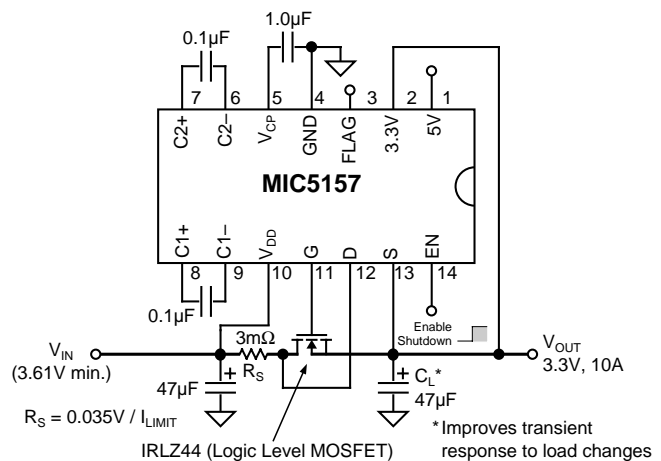 1.0µF
0.1µF
7 6 5 4 3 2 1
C2+ C2– VCP GND FLAG 3.3V 5V
MIC5157
C1+ C1– VDD G D S EN
8 9 10 11 12 13 14
0.1µF
Enable
Shutdown
3mΩ
VIN
(3.61V min.)
RS
VOUT
3.3V, 10A
47µF
CL*
47µF
RS = 0.035V / ILIMIT
IRLZ44 (Logic Level MOSFET)
* Improves transient
response to load changes
+
+